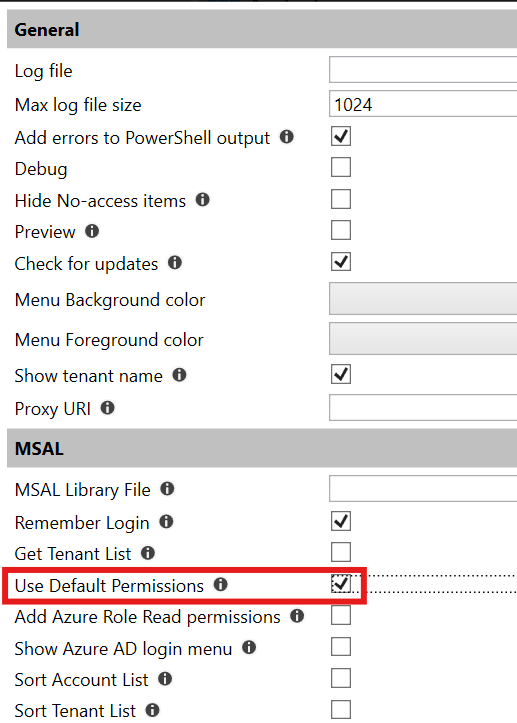 General
Log file
Max log file size 1024
Add errors to PowerShell output
Debug
Hide No-access items
Preview
Check for updates
Menu Background color
Menu Foreground color
Show tenant name
Proxy URI
MSAL
MSAL Library File
Remember Login
Get Tenant List
Use Default Permissions
Add Azure Role Read permissions
Show Azure AD login menu
Sort Account List
Sort Tenant List